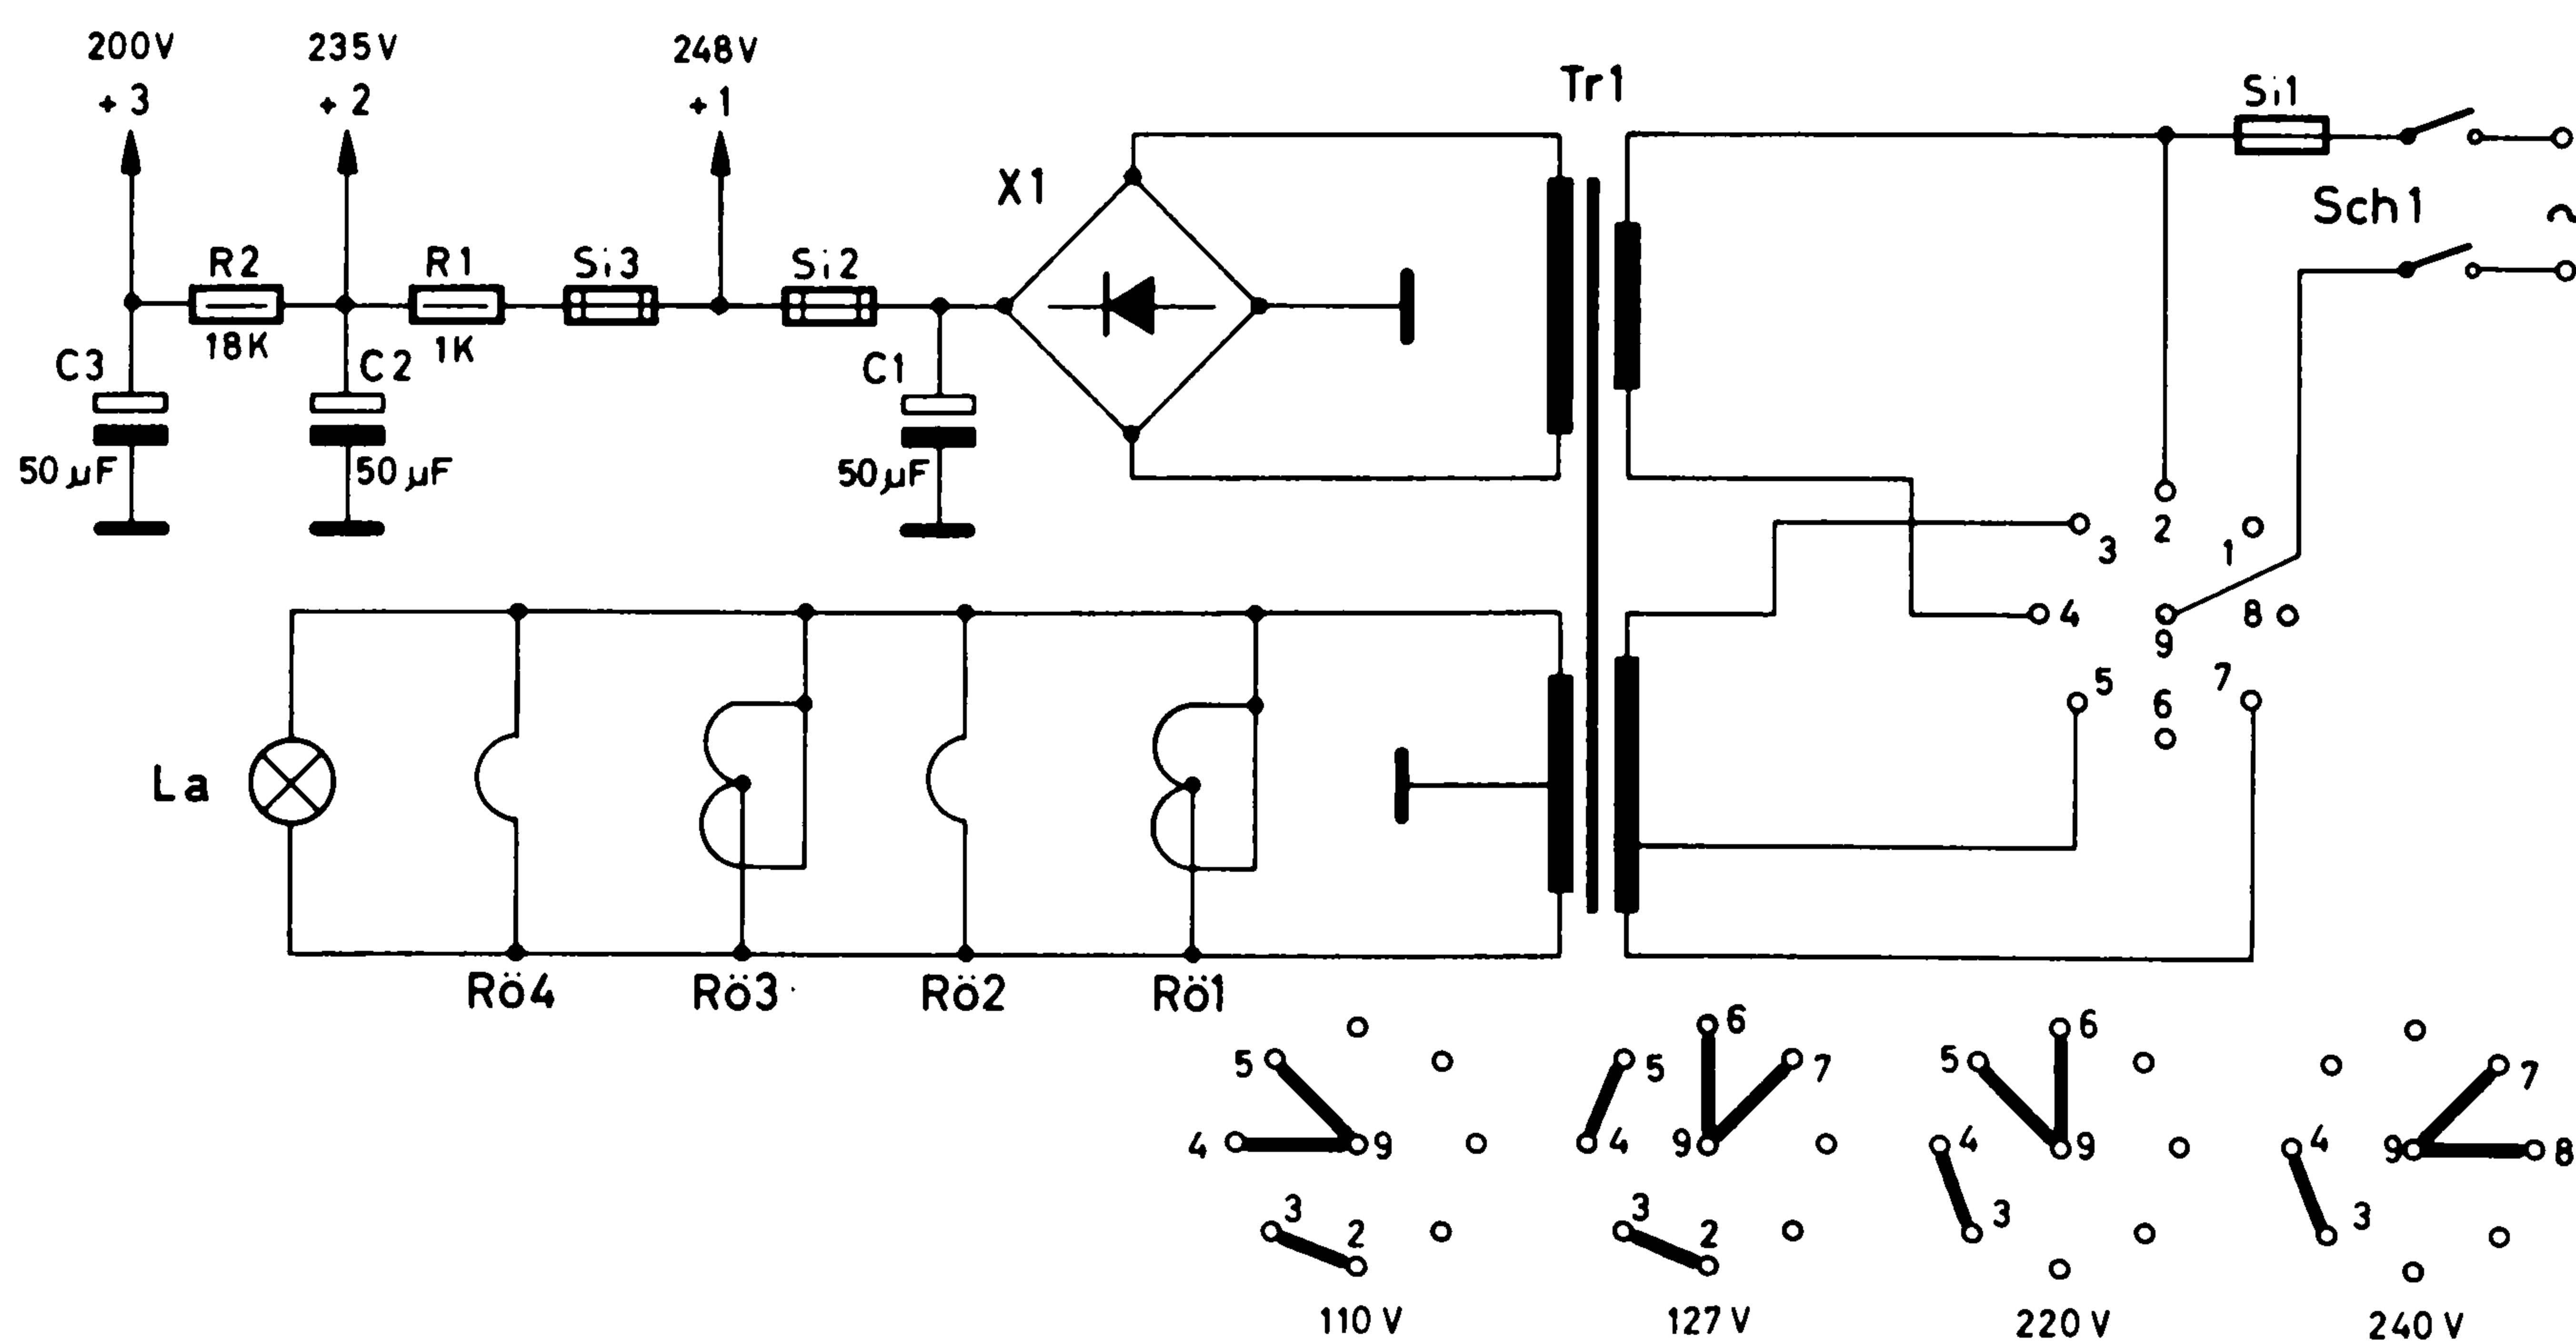 200V 235V 248V
+3 +2 +1
Tr1
Si1
X1
Sch1
~
R2 R1 Si3 Si2
18K 1K
C3 C2 C1
50µF 50µF 50µF
3 2 1
4 9 8
5 6 7
La
Rö4 Rö3 Rö2 Rö1
6 6
5 5 7 5 7
4 9 4 9 4 9 4 9 8
3 2 3 2 3 3
110 V 127 V 220 V 240 V